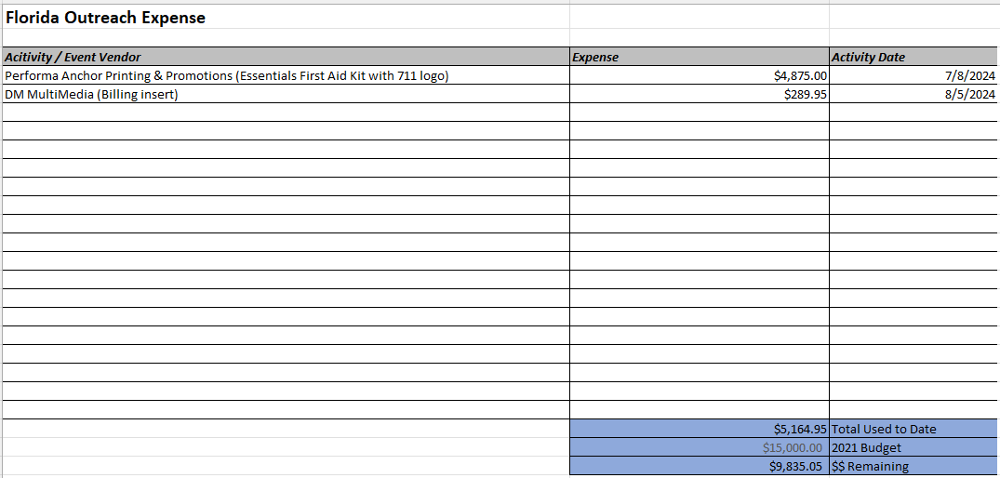 Florida Outreach Expense
Acitivity / Event Vendor Expense Activity Date
Performa Anchor Printing & Promotions (Essentials First Aid Kit with 711 logo) $4,875.00 7/8/2024
DM MultiMedia (Billing insert) $289.95 8/5/2024
$5,164.95 Total Used to Date
$15,000.00 2021 Budget
$9,835.05 $$ Remaining